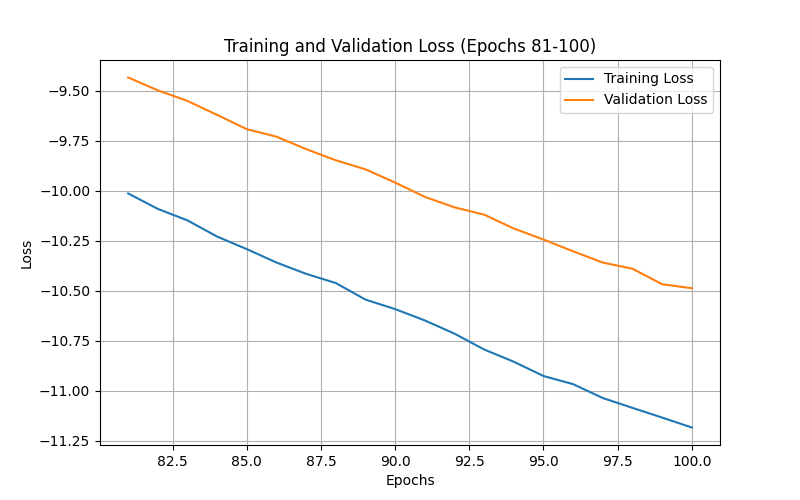 Training and Validation Loss (Epochs 81-100)
Training Loss
Validation Loss
Loss
−9.50
−9.75
−10.00
−10.25
−10.50
−10.75
−11.00
−11.25
82.5 85.0 87.5 90.0 92.5 95.0 97.5 100.0
Epochs